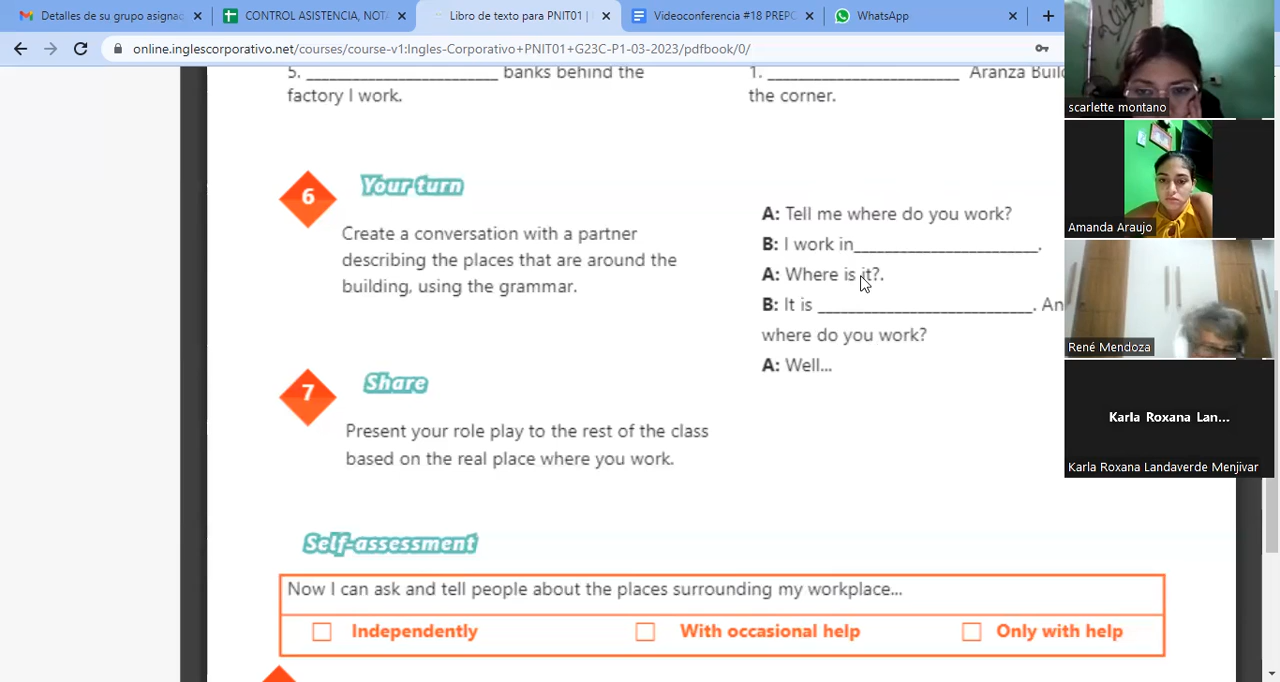 Detalles de su grupo asignac
CONTROL ASISTENCIA, NOTA
Libro de texto para PNIT01 |
Videoconferencia #18 PREPC
WhatsApp
online.inglescorporativo.net/courses/course-v1:Ingles-Corporativo+PNIT01+G23C-P1-03-2023/pdfbook/0/
5. ______________________ banks behind the
factory I work.
1. ______________________ Aranza Buil
the corner.
6
Your turn
Create a conversation with a partner
describing the places that are around the
building, using the grammar.
A: Tell me where do you work?
B: I work in_____________________.
A: Where is it?.
B: It is ________________________. An
where do you work?
A: Well...
7
Share
Present your role play to the rest of the class
based on the real place where you work.
Self-assessment
Now I can ask and tell people about the places surrounding my workplace...
Independently
With occasional help
Only with help
scarlette montano
Amanda Araujo
René Mendoza
Karla Roxana Lan...
Karla Roxana Landaverde Menjivar